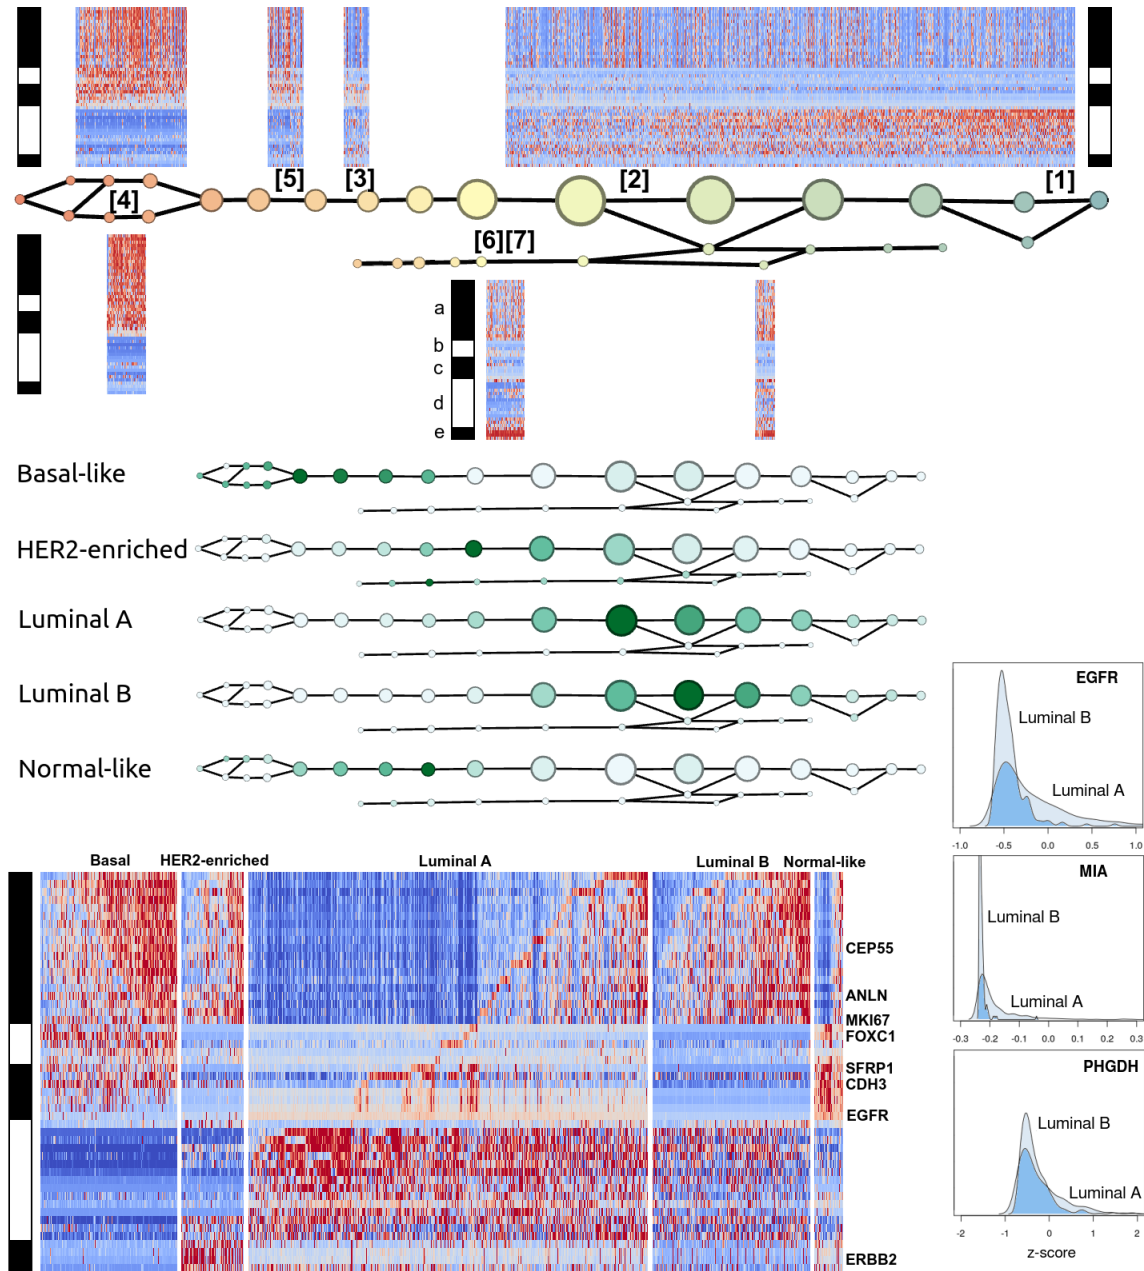 [5] [3] [2] [1]
[4]
[6][7]
a
b
c
d
e
Basal-like
HER2-enriched
Luminal A
Luminal B
Normal-like
EGFR
Luminal B
Luminal A
-1.0 -0.5 0.0 0.5 1.0
MIA
Luminal B
Luminal A
-0.3 -0.2 -0.1 0.0 0.1 0.2 0.3
PHGDH
Luminal B
Luminal A
-2 -1 0 1 2
z-score
Basal HER2-enriched Luminal A Luminal B Normal-like
CEP55
ANLN
MKI67
FOXC1
SFRP1
CDH3
EGFR
ERBB2